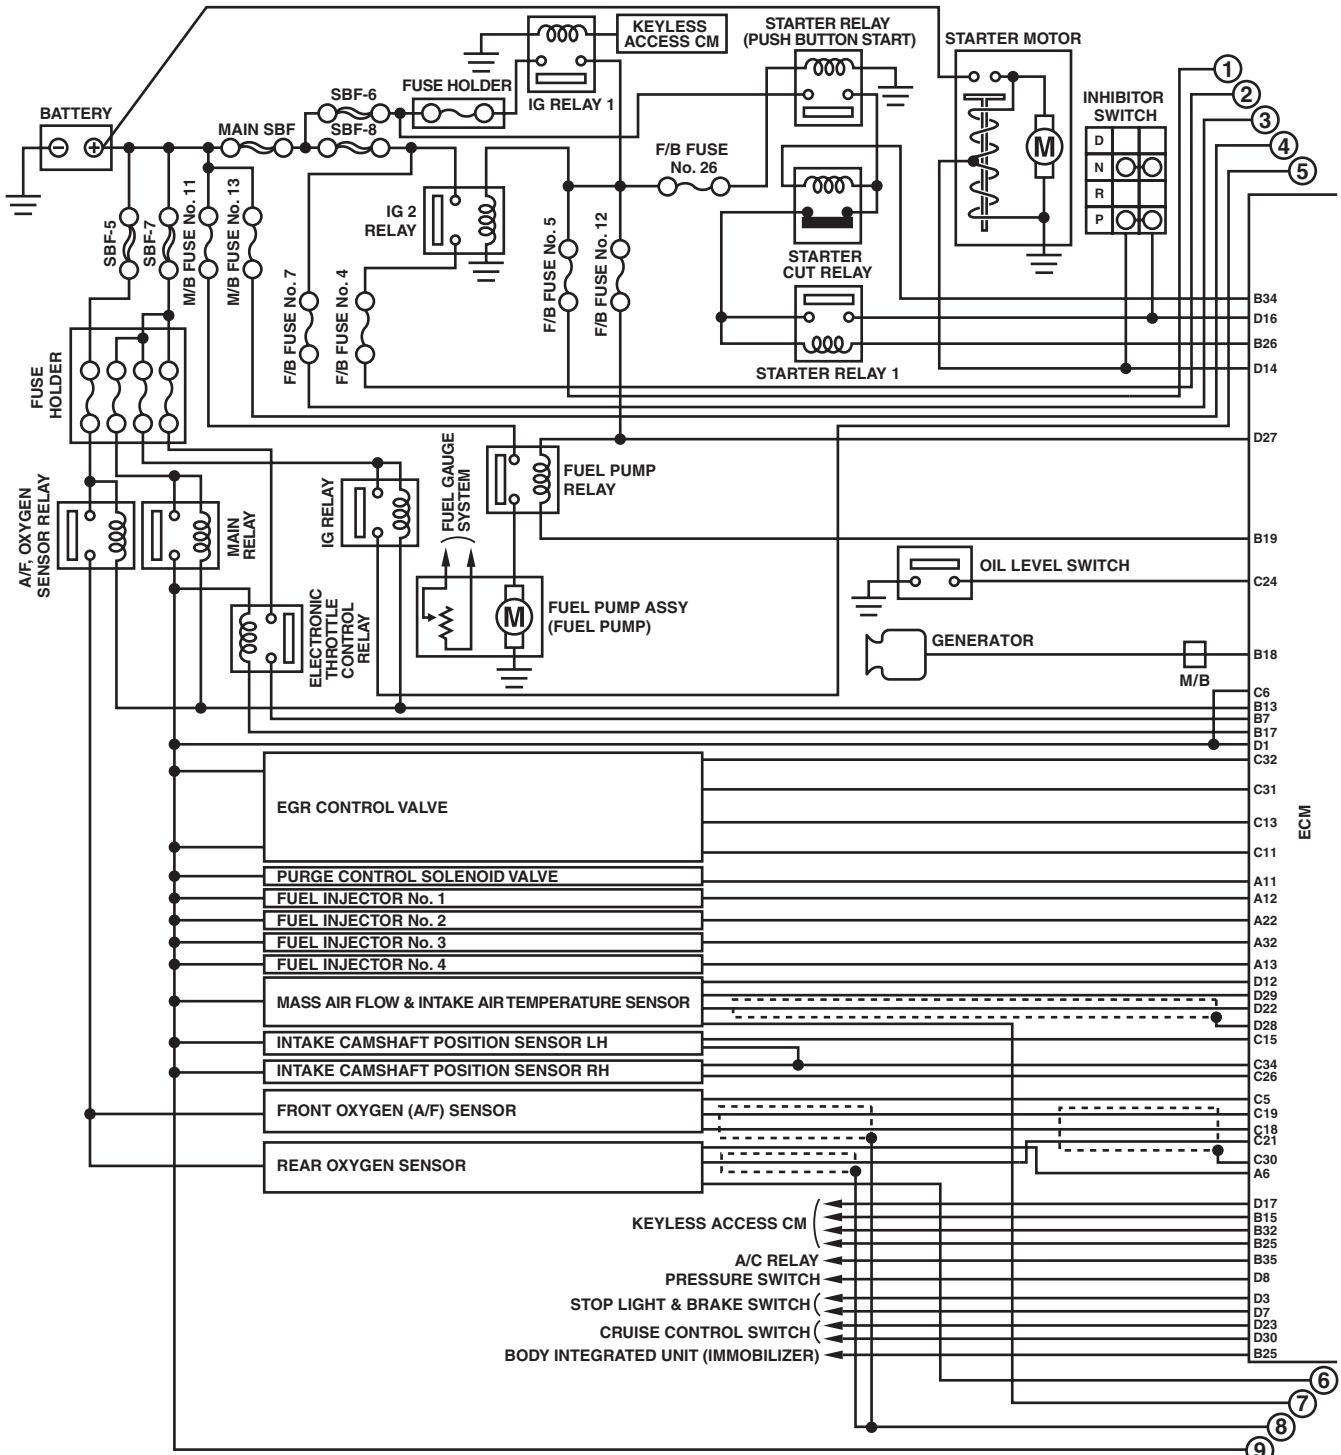 KEYLESS
ACCESS CM
STARTER RELAY
(PUSH BUTTON START)
STARTER MOTOR
1
SBF-6
FUSE HOLDER
IG RELAY 1
INHIBITOR
SWITCH
2
BATTERY
MAIN SBF
SBF-8
3
D
M
4
F/B FUSE
No. 26
N
5
R
P
SBF-5
SBF-7
M/B FUSE No. 11
M/B FUSE No. 13
IG 2
RELAY
F/B FUSE No. 7
F/B FUSE No. 4
F/B FUSE No. 5
F/B FUSE No. 12
STARTER
CUT RELAY
STARTER RELAY 1
B34
D16
B26
D14
FUSE
HOLDER
D27
A/F, OXYGEN
SENSOR RELAY
MAIN
RELAY
IG RELAY
FUEL GAUGE
SYSTEM
FUEL PUMP
RELAY
B19
OIL LEVEL SWITCH
C24
ELECTRONIC
THROTTLE
CONTROL
RELAY
M
FUEL PUMP ASSY
(FUEL PUMP)
GENERATOR
M/B
B18
C6
B13
B7
B17
D1
C32
EGR CONTROL VALVE
C31
C13
C11
ECM
PURGE CONTROL SOLENOID VALVE
A11
FUEL INJECTOR No. 1
A12
FUEL INJECTOR No. 2
A22
FUEL INJECTOR No. 3
A32
FUEL INJECTOR No. 4
A13
D12
MASS AIR FLOW & INTAKE AIR TEMPERATURE SENSOR
D29
D22
D28
INTAKE CAMSHAFT POSITION SENSOR LH
C15
C34
INTAKE CAMSHAFT POSITION SENSOR RH
C26
C5
FRONT OXYGEN (A/F) SENSOR
C19
C18
C21
REAR OXYGEN SENSOR
C30
A6
KEYLESS ACCESS CM
D17
B15
B32
B25
A/C RELAY
B35
PRESSURE SWITCH
D8
STOP LIGHT & BRAKE SWITCH
D3
D7
CRUISE CONTROL SWITCH
D23
D30
BODY INTEGRATED UNIT (IMMOBILIZER)
B25
6
7
8
9